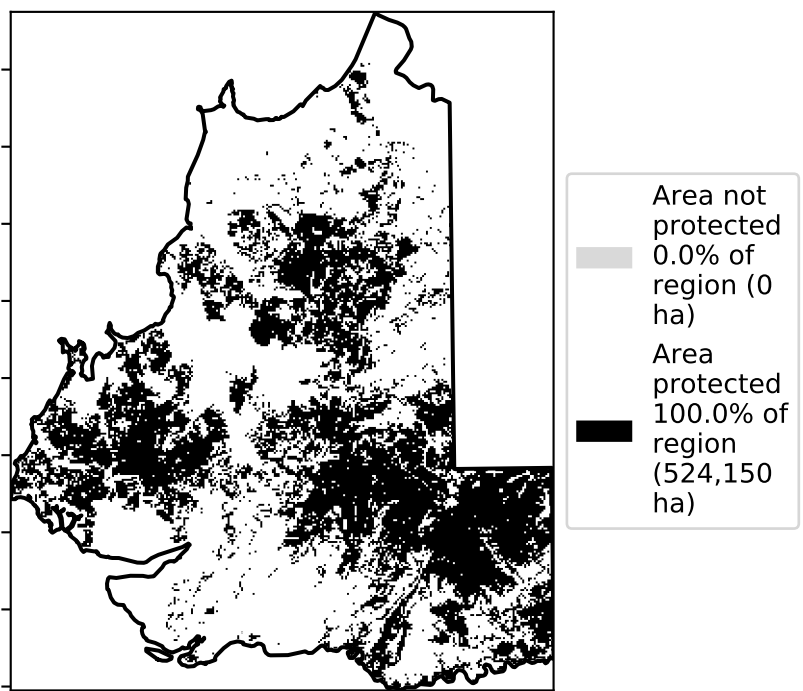 Area not
protected
0.0% of
region (0
ha)
Area
protected
100.0% of
region
(524,150
ha)